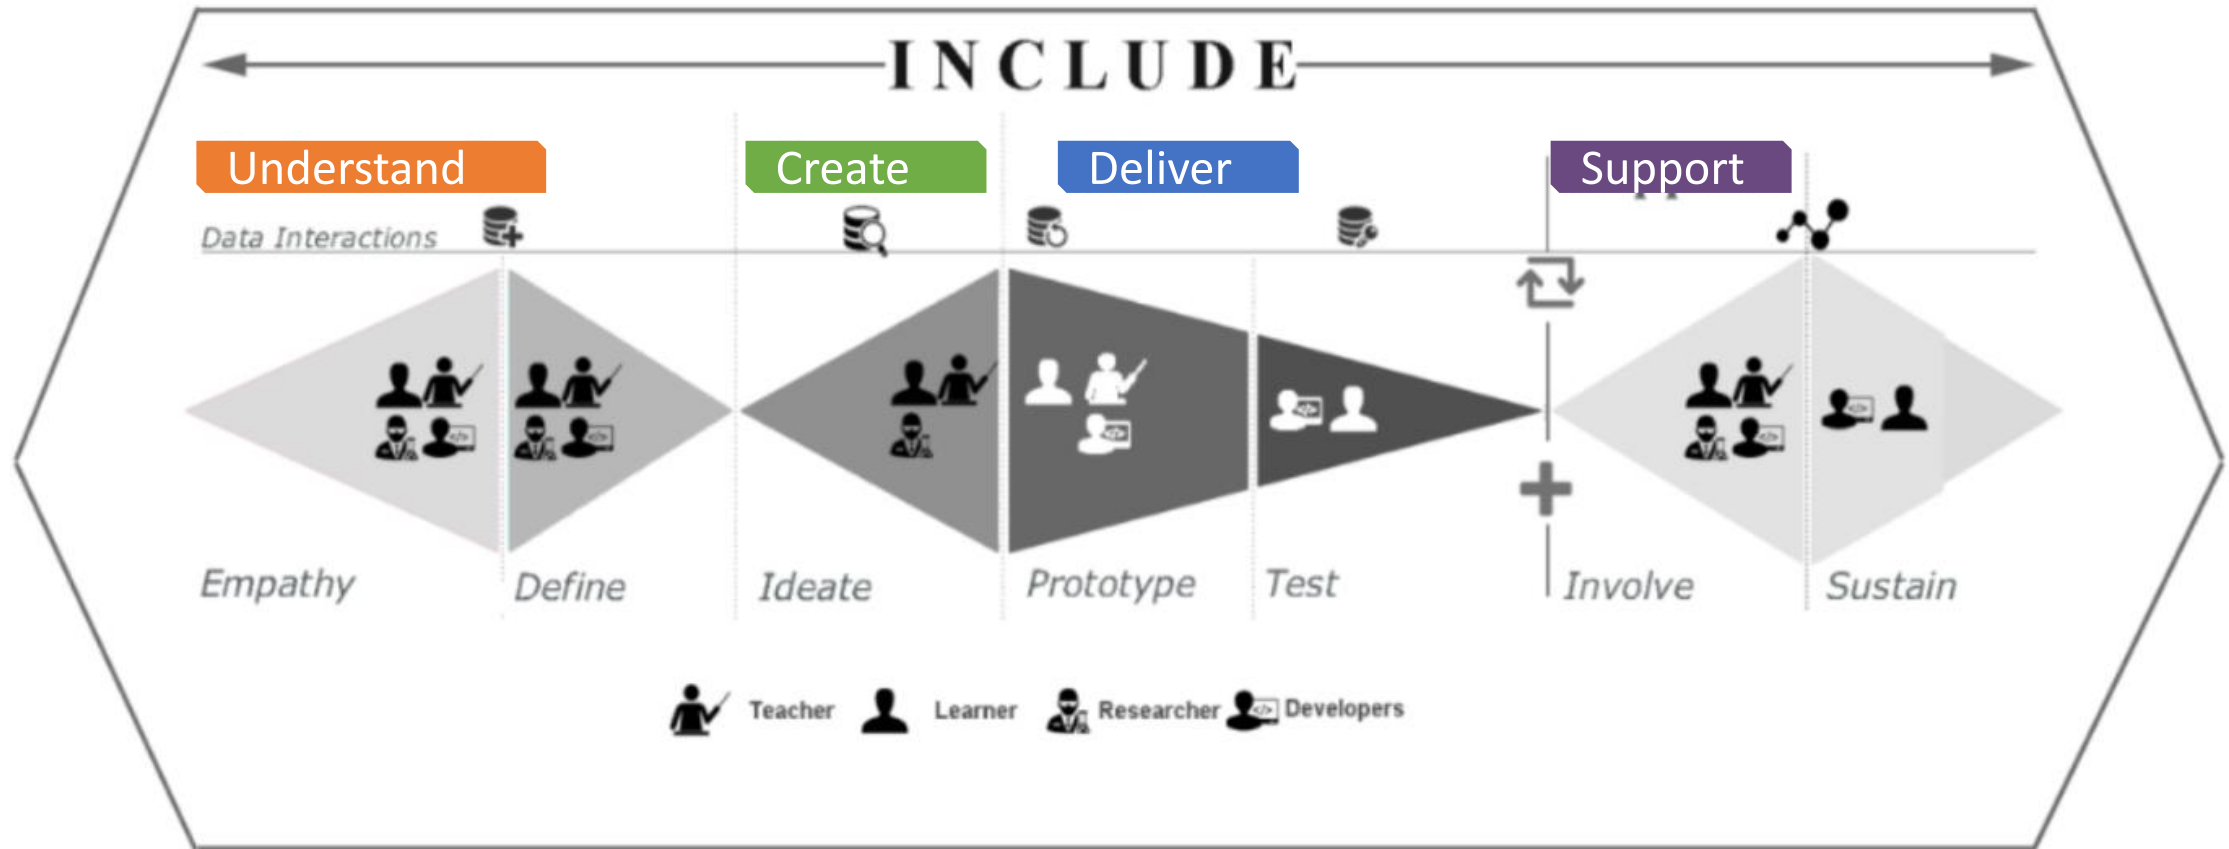 INCLUDE
Understand
Create
Deliver
Support
Data Interactions
Empathy
Define
Ideate
Prototype
Test
Involve
Sustain
Teacher
Learner
Researcher
Developers